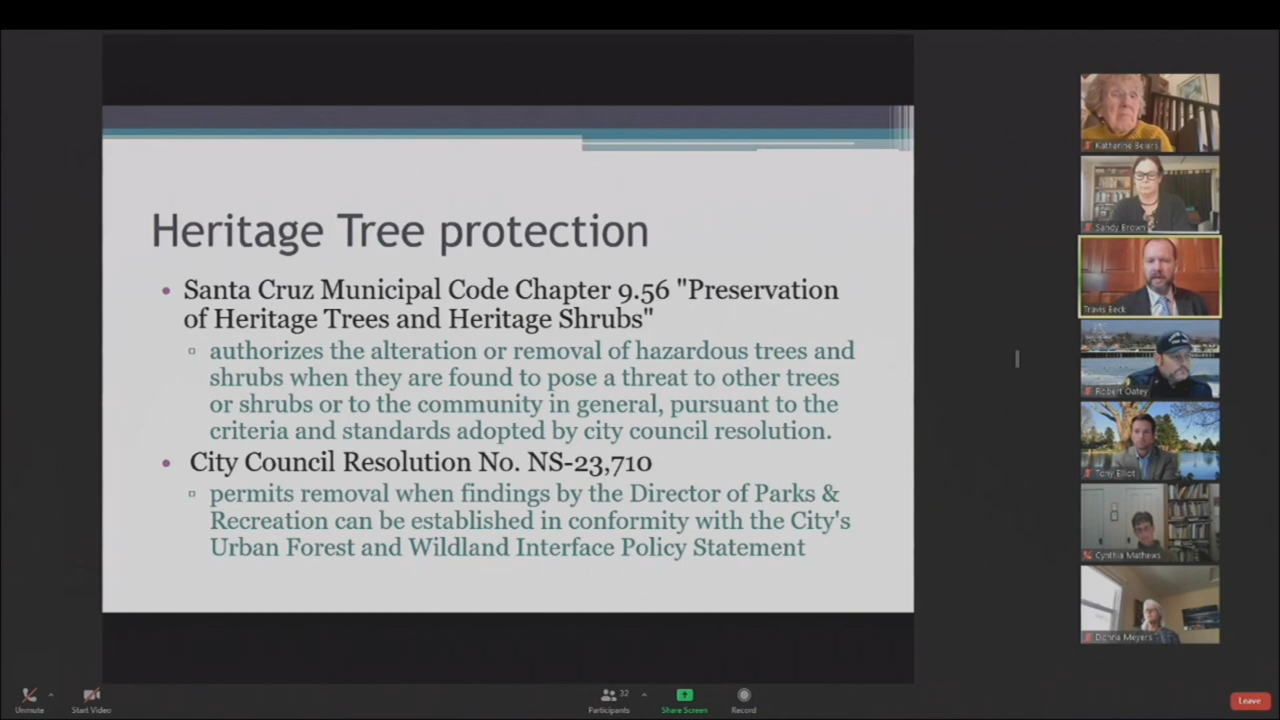 Heritage Tree protection
• Santa Cruz Municipal Code Chapter 9.56 "Preservation
of Heritage Trees and Heritage Shrubs"
▫ authorizes the alteration or removal of hazardous trees and
shrubs when they are found to pose a threat to other trees
or shrubs or to the community in general, pursuant to the
criteria and standards adopted by city council resolution.
• City Council Resolution No. NS-23,710
▫ permits removal when findings by the Director of Parks &
Recreation can be established in conformity with the City's
Urban Forest and Wildland Interface Policy Statement
Katherine Beiers
Sandy Brown
Travis Beck
Robert Oatey
Tony Elliot
Cynthia Mathews
Donna Meyers
Unmute
Start Video
32
Participants
Share Screen
Record
Leave